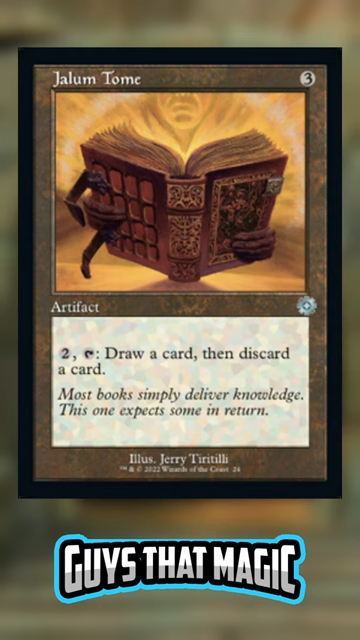 Jalum Tome 3
Artifact
2, T: Draw a card, then discard
a card.
Most books simply deliver knowledge.
This one expects some in return.
Illus. Jerry Tiritilli
™ & © 2022 Wizards of the Coast 24
GUYS THAT MAGIC